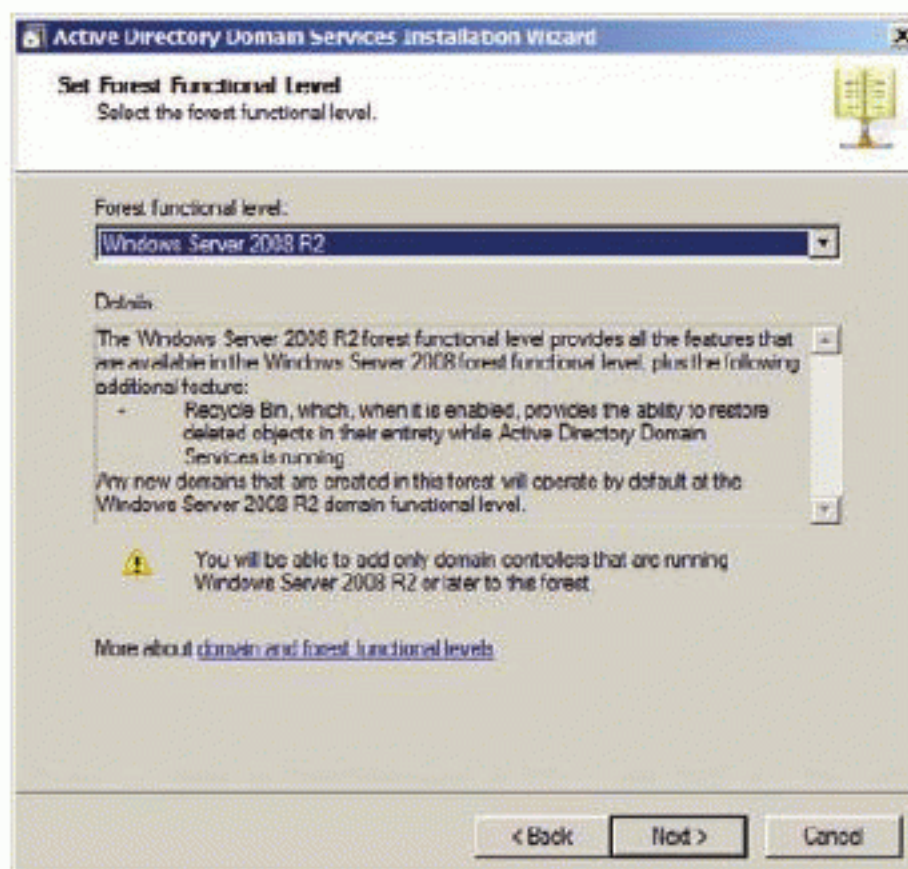 Active Directory Domain Services Installation Wizard
Set Forest Functional Level
Select the forest functional level.
Forest functional level:
Windows Server 2008 R2
Details:
The Windows Server 2008 R2 forest functional level provides all the features that
are available in the Windows Server 2008 forest functional level, plus the following
additional feature:
- Recycle Bin, which, when it is enabled, provides the ability to restore
deleted objects in their entirety while Active Directory Domain
Services is running.
Any new domains that are created in this forest will operate by default at the
Windows Server 2008 R2 domain functional level.
You will be able to add only domain controllers that are running
Windows Server 2008 R2 or later to this forest.
More about domain and forest functional levels
< Back Next > Cancel